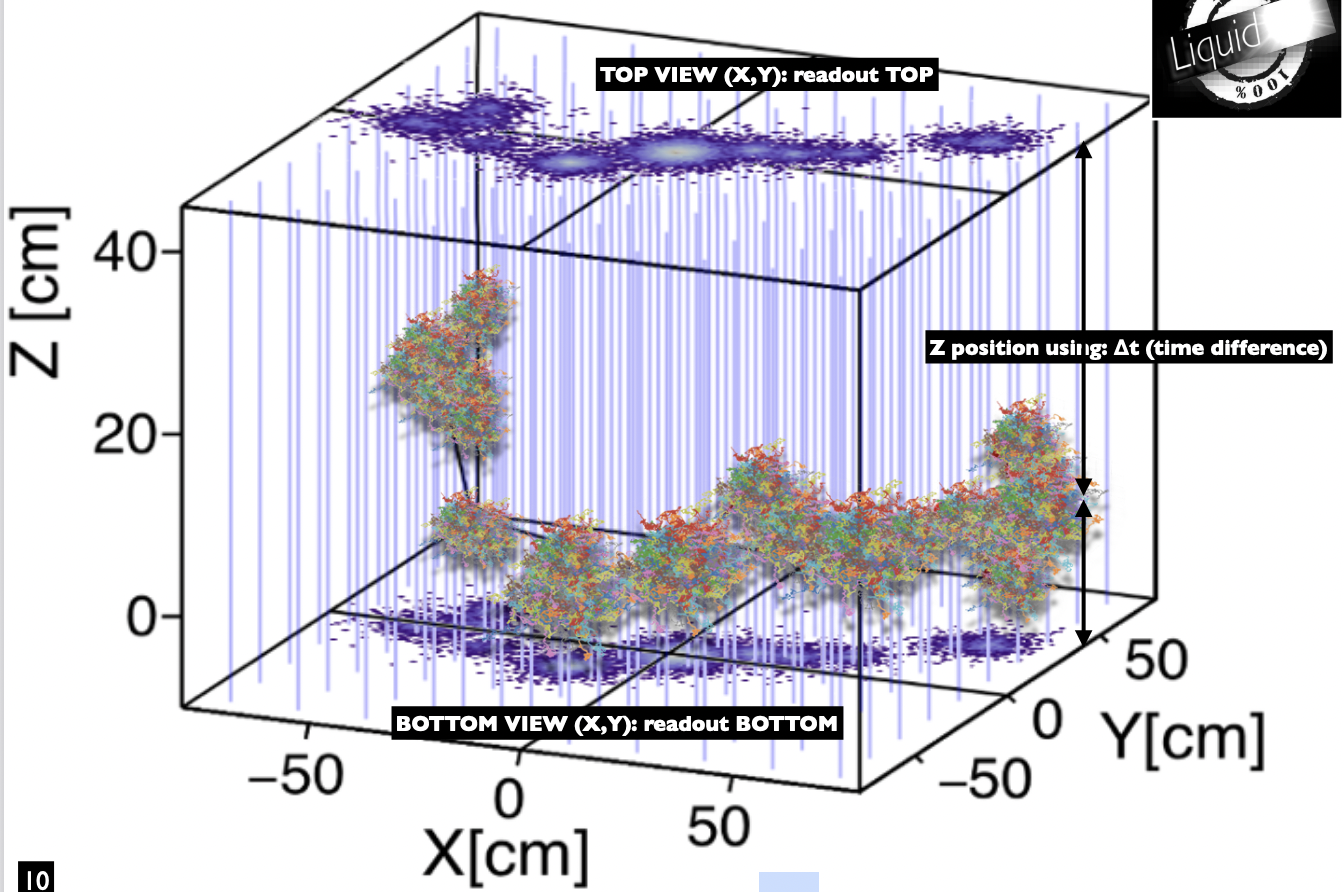 Liquid
100%
TOP VIEW (X,Y): readout TOP
Z [cm]
40
20
0
Z position using: Δt (time difference)
BOTTOM VIEW (X,Y): readout BOTTOM
−50
0
50
X[cm]
50
0
−50
Y[cm]
10